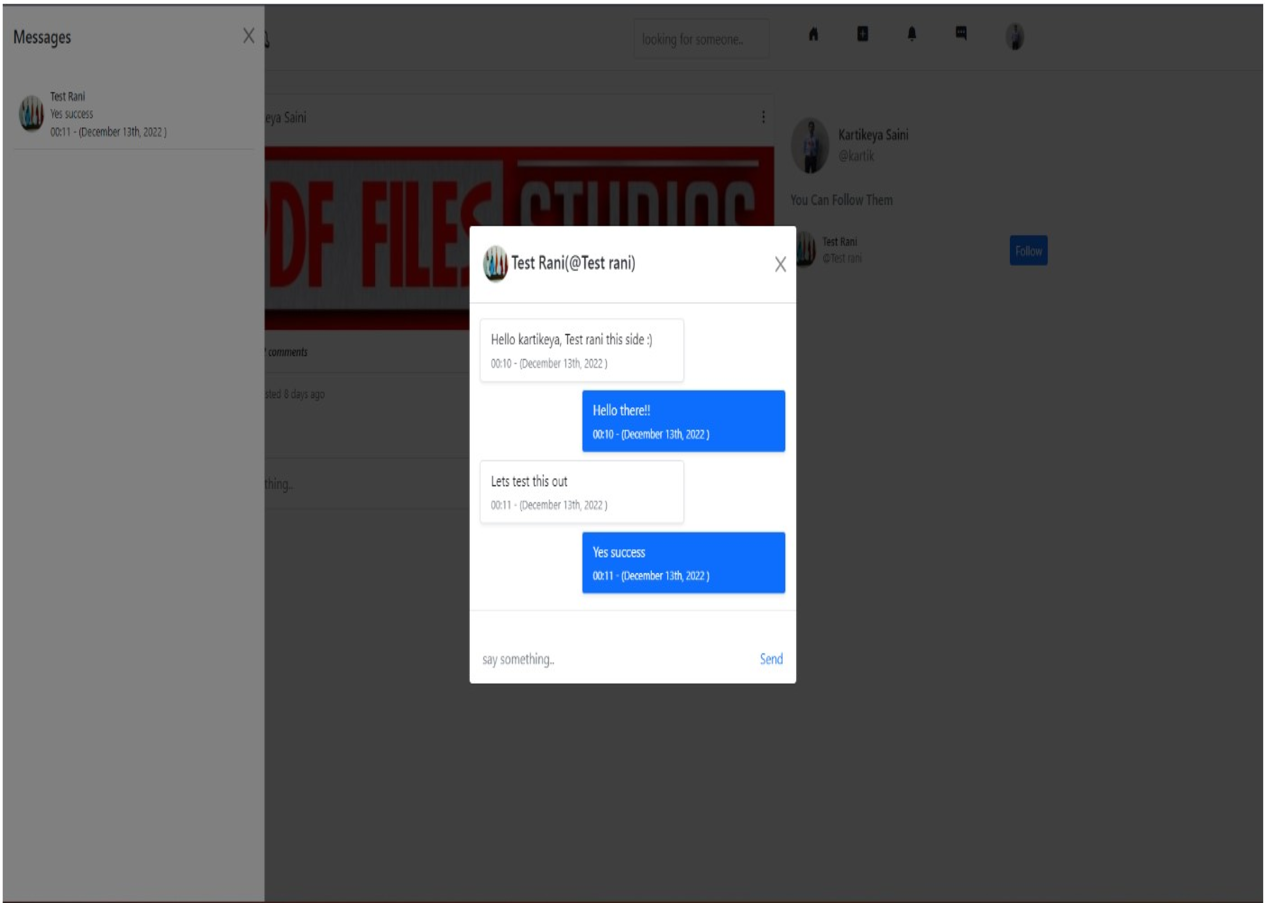 Messages
X
Test Rani
Yes success
00:11 - (December 13th, 2022 )
looking for someone..
eya Saini
DF FILES STUDIOS
comments
sted 8 days ago
thing..
Kartikeya Saini
@kartik
You Can Follow Them
Test Rani
@Test rani
Follow
Test Rani(@Test rani)
X
Hello kartikeya, Test rani this side :)
00:10 - (December 13th, 2022 )
Hello there!!
00:10 - (December 13th, 2022 )
Lets test this out
00:11 - (December 13th, 2022 )
Yes success
00:11 - (December 13th, 2022 )
say something..
Send